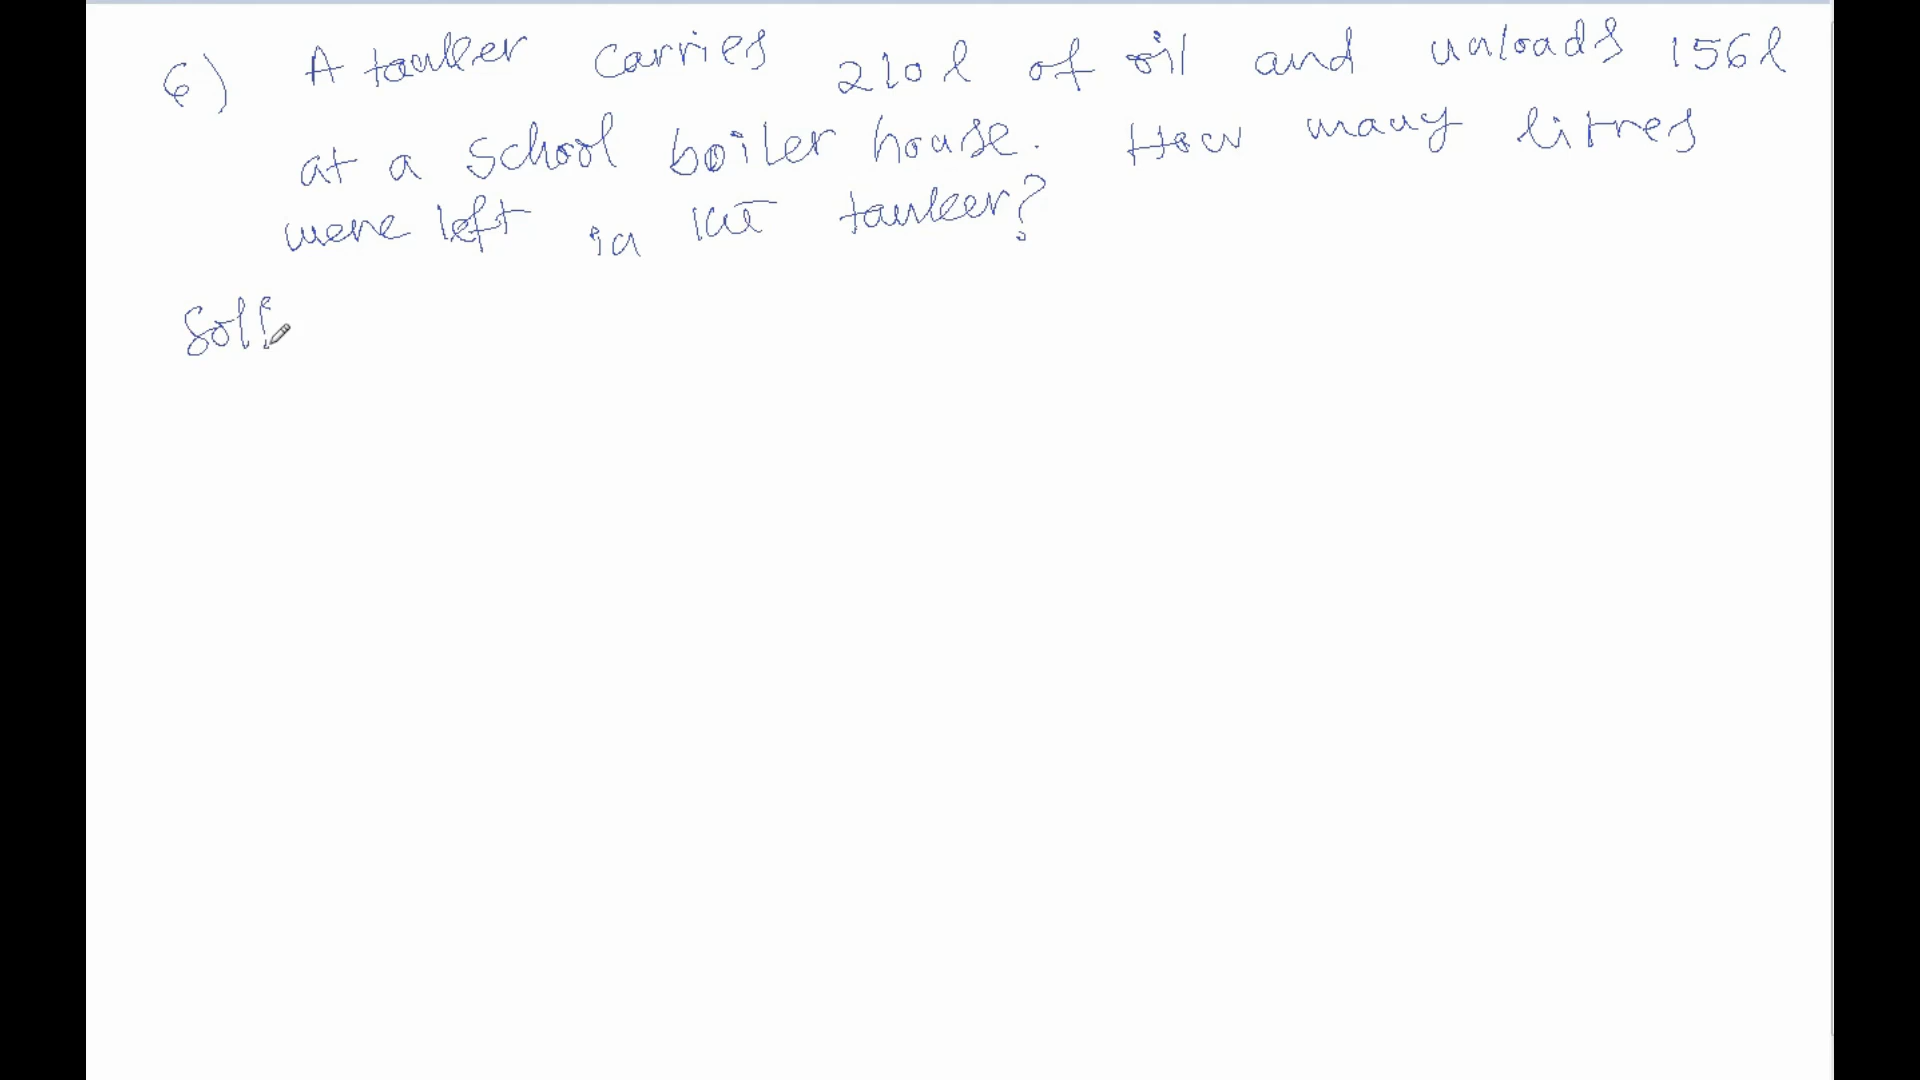 6) A tanker carries 210 l of oil and unloads 156 l
at a school boiler house. How many litres
were left in the tanker?
Sol: